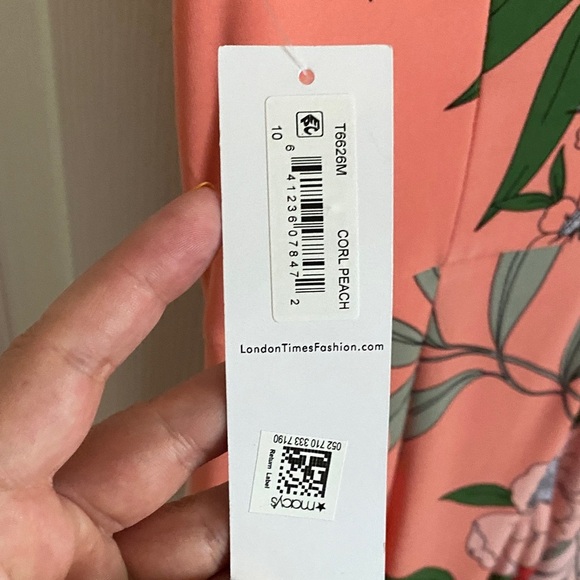 T6626M CORL PEACH
6 41236 07847 2
10
LondonTimesFashion.com
052 710 333 7190
★macy's
Return Label